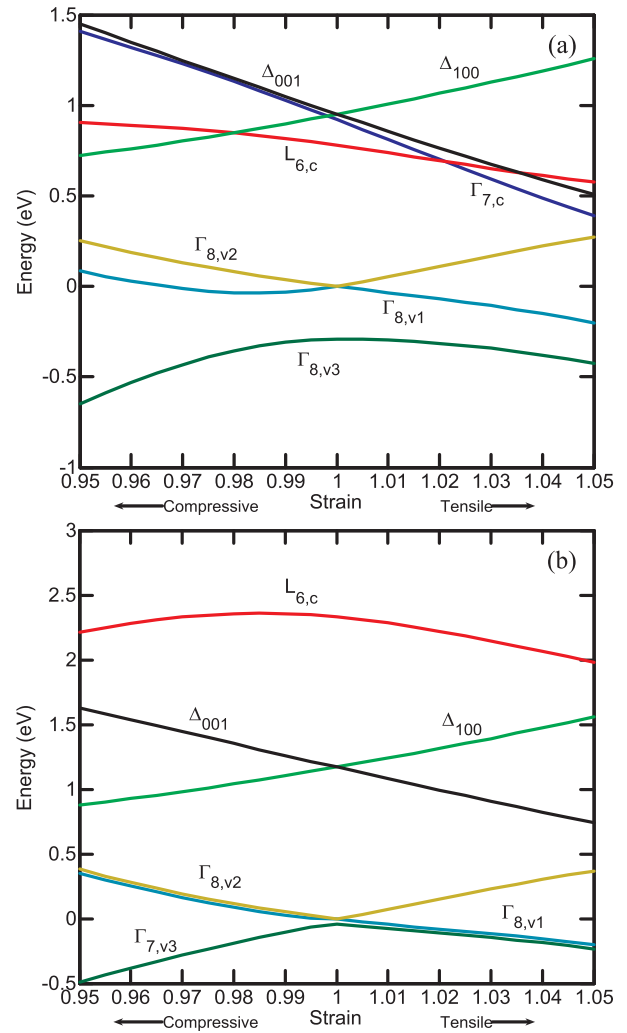 1.5
(a)
Δ001
Δ100
1
L6,c
Γ7,c
0.5
Energy (eV)
Γ8,v2
0
Γ8,v1
Γ8,v3
-0.5
-1
0.95 0.96 0.97 0.98 0.99 1 1.01 1.02 1.03 1.04 1.05
Compressive Strain Tensile
3
(b)
L6,c
2.5
2
Δ001
Δ100
1.5
Energy (eV)
1
0.5
Γ8,v2
Γ8,v1
0
Γ7,v3
-0.5
0.95 0.96 0.97 0.98 0.99 1 1.01 1.02 1.03 1.04 1.05
Compressive Strain Tensile